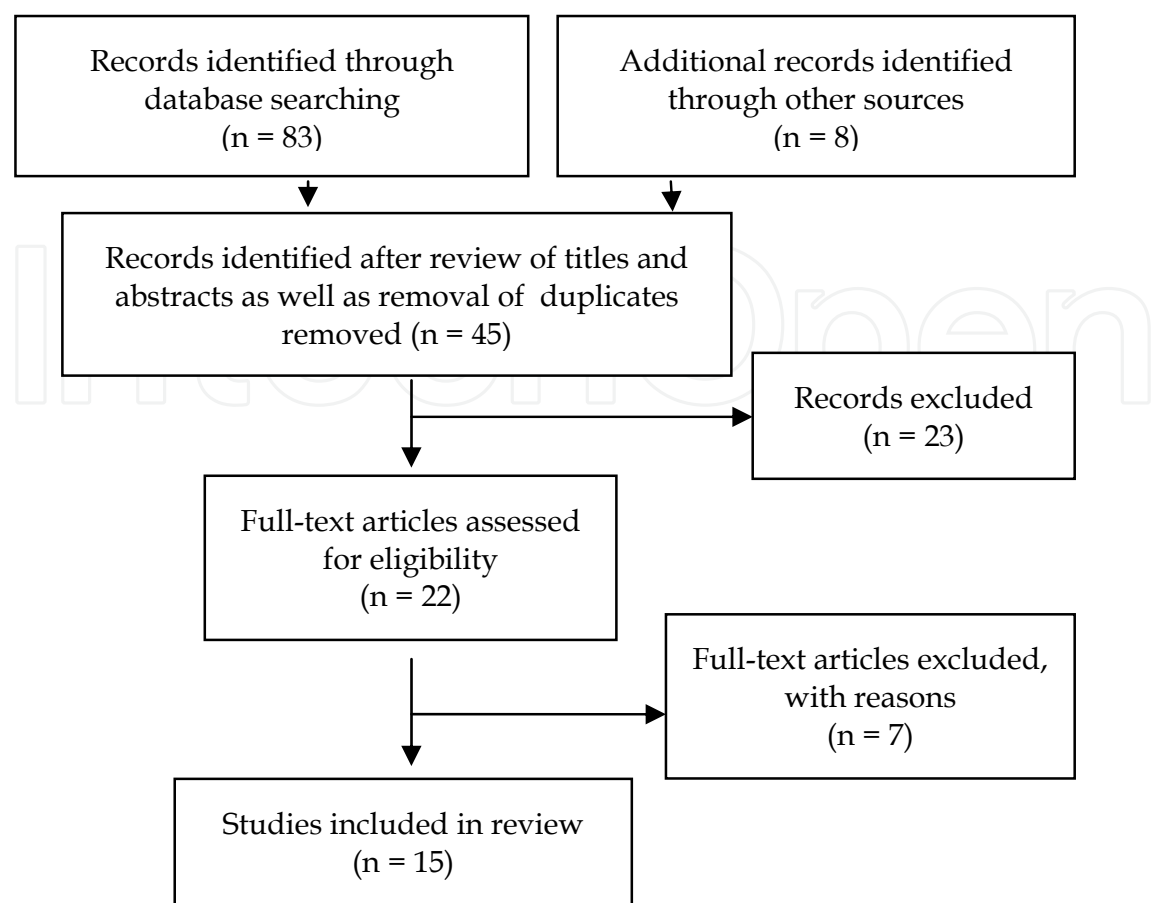 Records identified through
database searching
(n = 83)
Additional records identified
through other sources
(n = 8)
Records identified after review of titles and
abstracts as well as removal of duplicates
removed (n = 45)
Records excluded
(n = 23)
Full-text articles assessed
for eligibility
(n = 22)
Full-text articles excluded,
with reasons
(n = 7)
Studies included in review
(n = 15)
IntechOpen